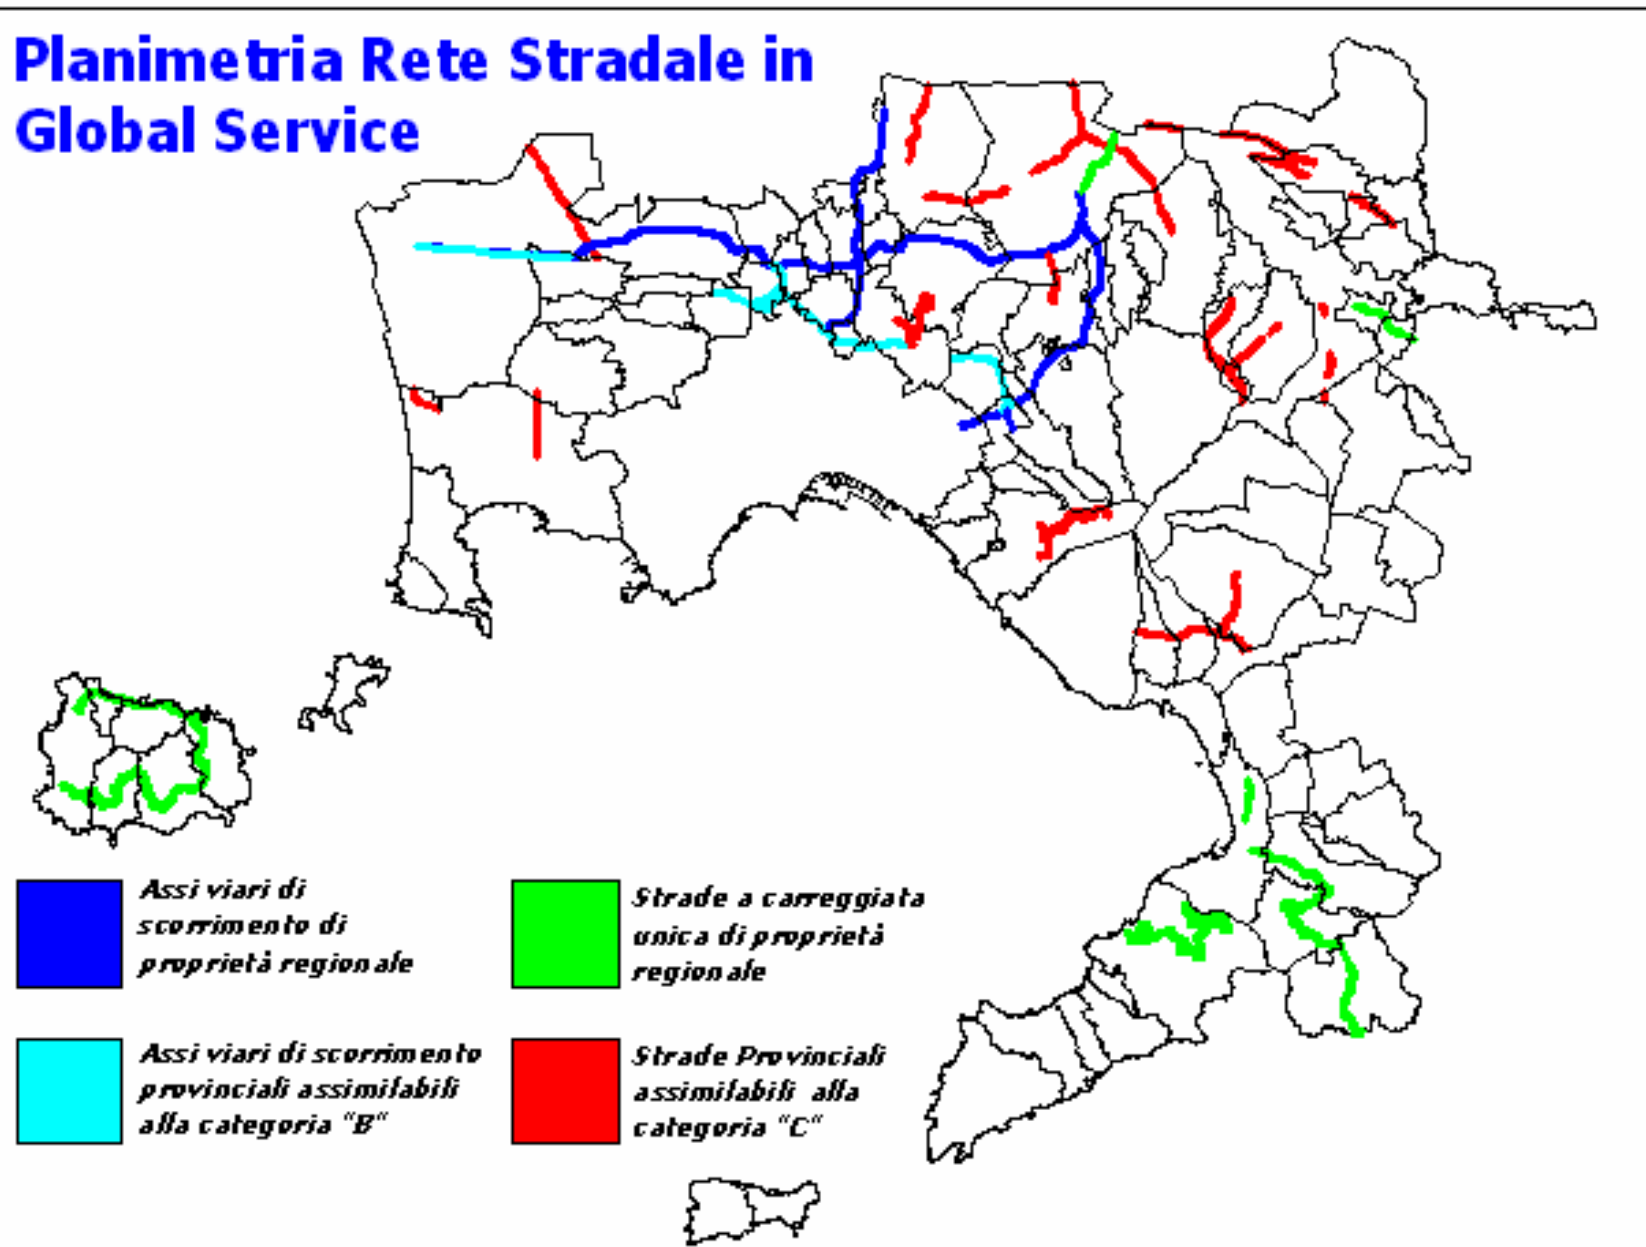 Planimetria Rete Stradale in
Global Service
Assi viari di
scorrimento di
proprietà regionale
Strade a carreggiata
unica di proprietà
regionale
Assi viari di scorrimento
provinciali assimilabili
alla categoria "B"
Strade Provinciali
assimilabili alla
categoria "C"